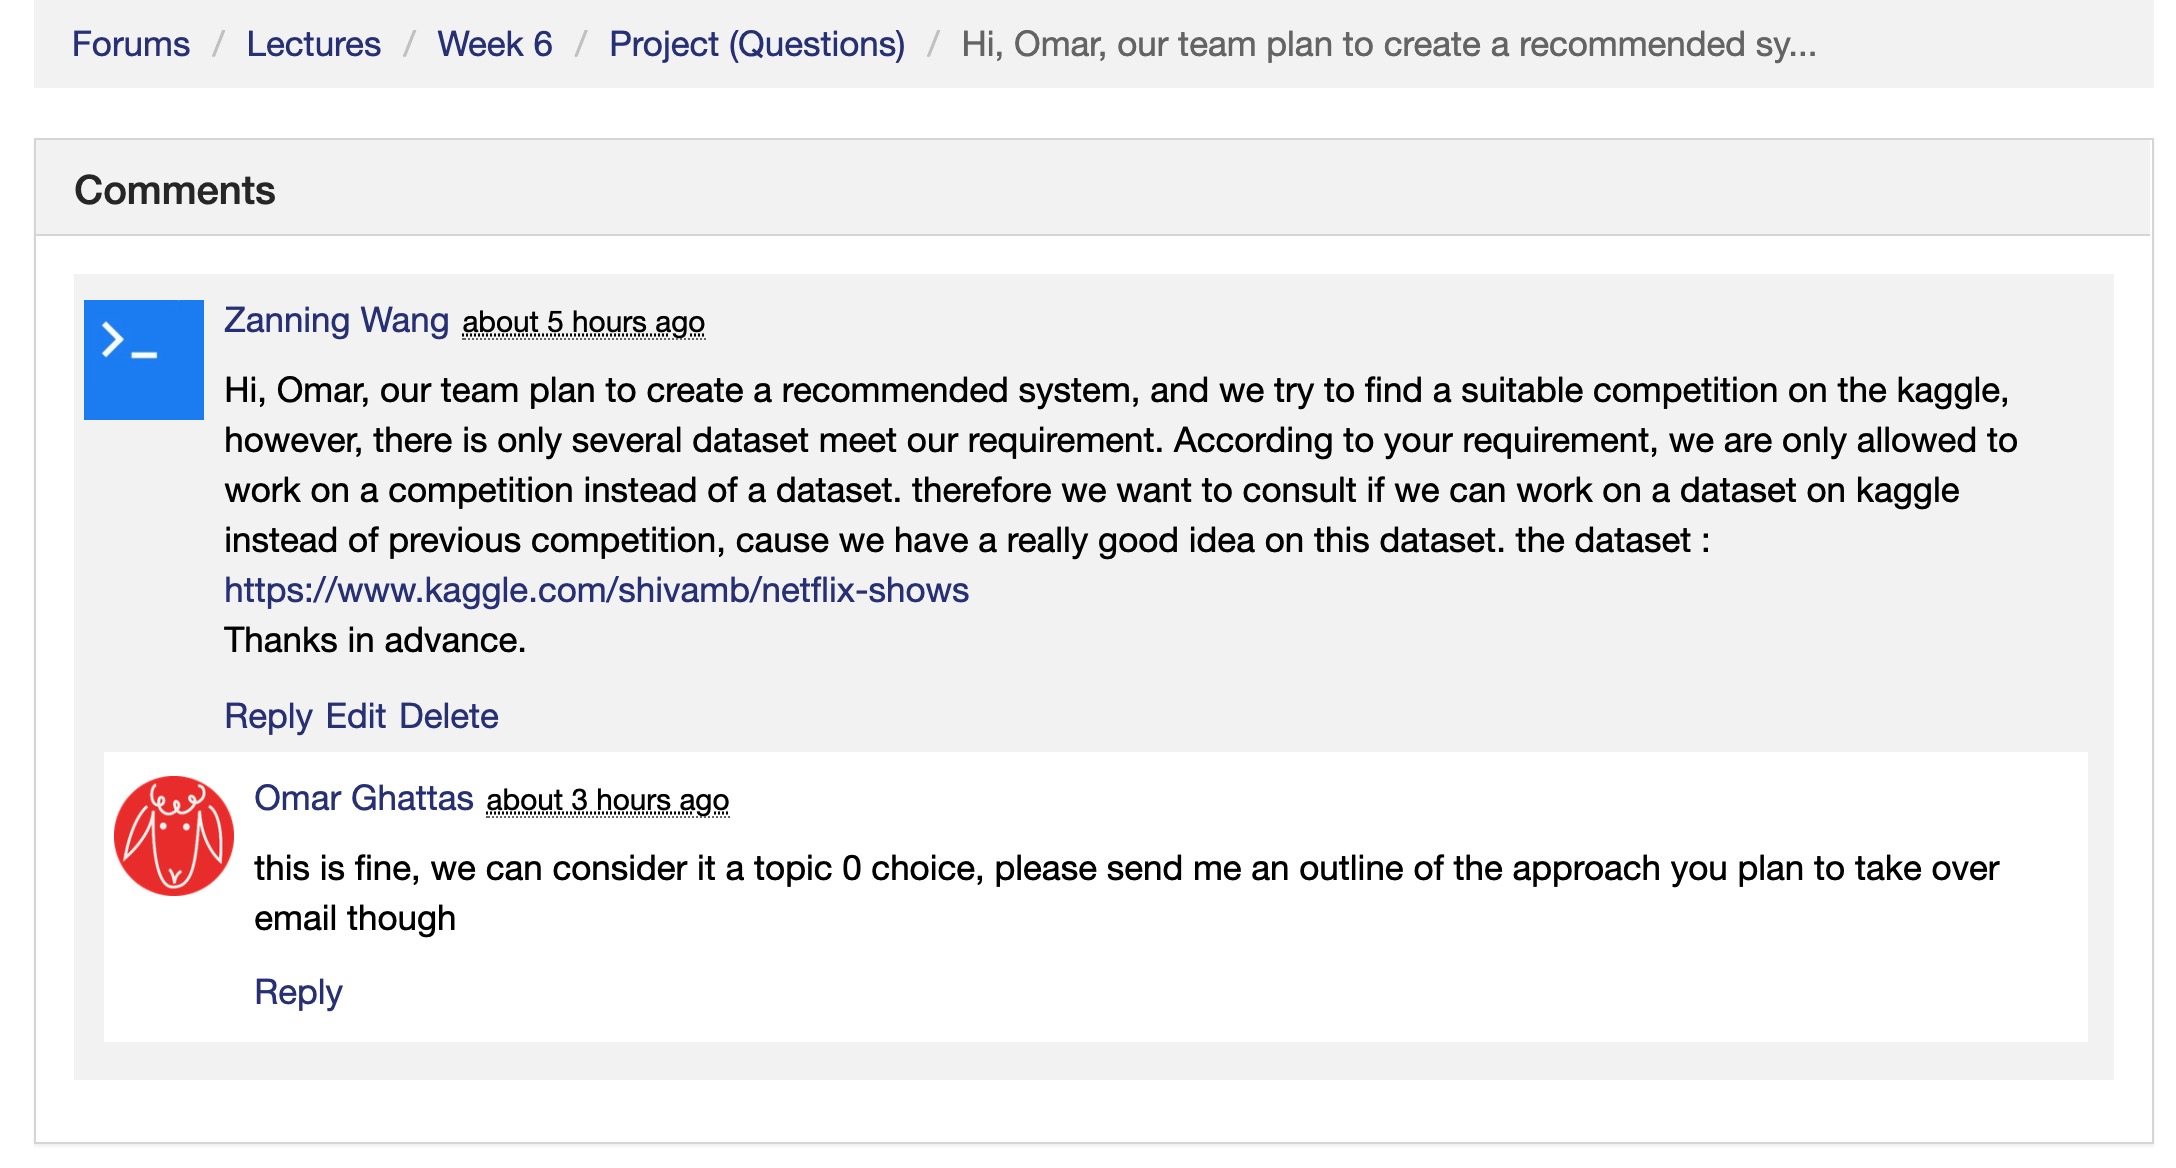 Forums / Lectures / Week 6 / Project (Questions) / Hi, Omar, our team plan to create a recommended sy...
Comments
>_
Zanning Wang about 5 hours ago
Hi, Omar, our team plan to create a recommended system, and we try to find a suitable competition on the kaggle,
however, there is only several dataset meet our requirement. According to your requirement, we are only allowed to
work on a competition instead of a dataset. therefore we want to consult if we can work on a dataset on kaggle
instead of previous competition, cause we have a really good idea on this dataset. the dataset :
https://www.kaggle.com/shivamb/netflix-shows
Thanks in advance.
Reply Edit Delete
Omar Ghattas about 3 hours ago
this is fine, we can consider it a topic 0 choice, please send me an outline of the approach you plan to take over
email though
Reply